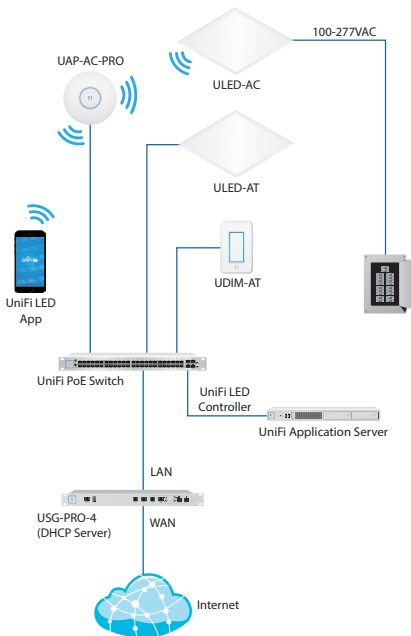 100-277VAC
UAP-AC-PRO
ULED-AC
ULED-AT
UDIM-AT
UniFi LED
App
UniFi PoE Switch
UniFi LED
Controller
UniFi Application Server
LAN
USG-PRO-4
(DHCP Server)
WAN
Internet